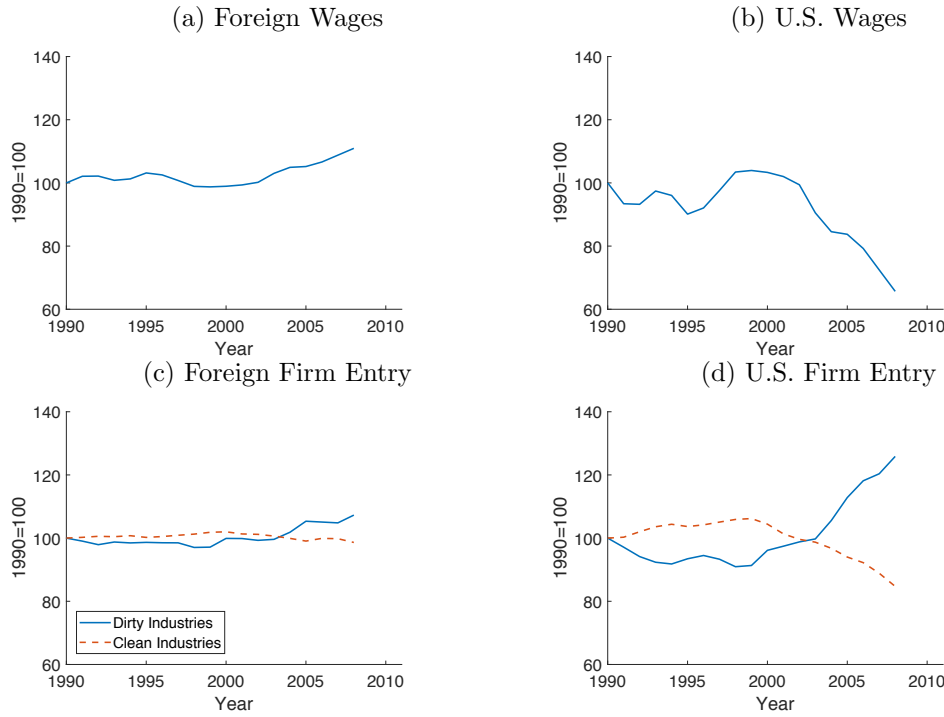 (a) Foreign Wages
140
120
100
80
60
1990=100
1990 1995 2000 2005 2010
Year
(b) U.S. Wages
140
120
100
80
60
1990=100
1990 1995 2000 2005 2010
Year
(c) Foreign Firm Entry
140
120
100
80
60
1990=100
Dirty Industries
Clean Industries
1990 1995 2000 2005 2010
Year
(d) U.S. Firm Entry
140
120
100
80
60
1990=100
1990 1995 2000 2005 2010
Year